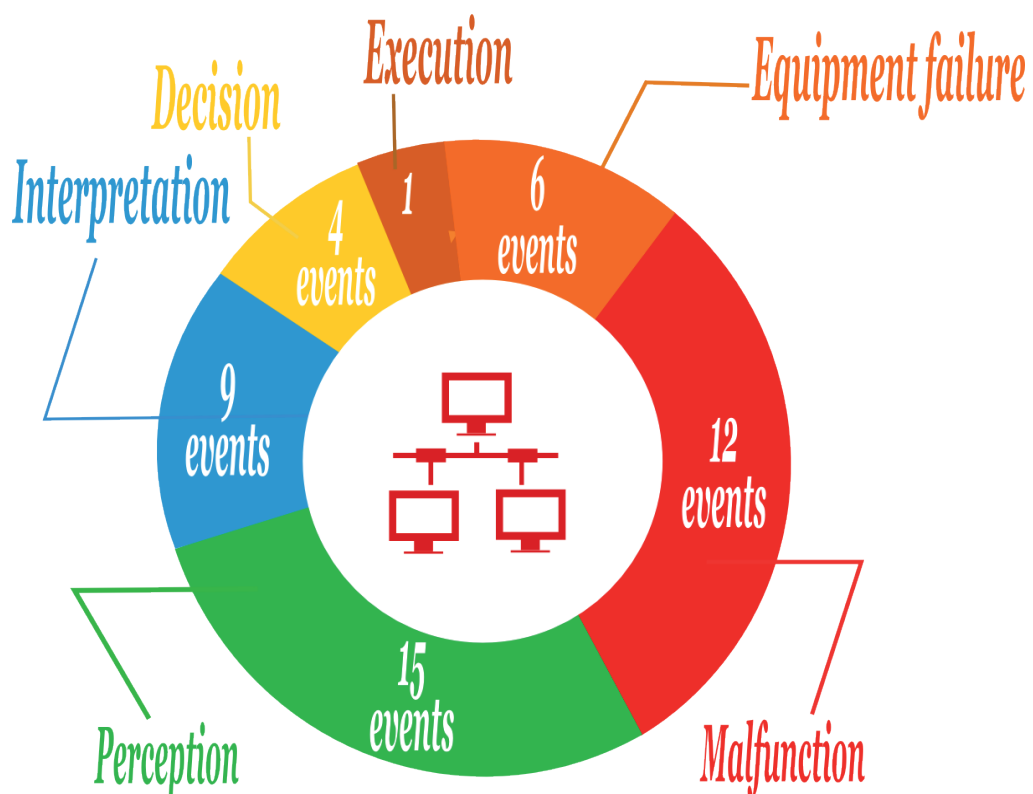 Execution
Equipment failure
Decision
Interpretation
1
6
events
4
events
9
events
12
events
15
events
Perception
Malfunction